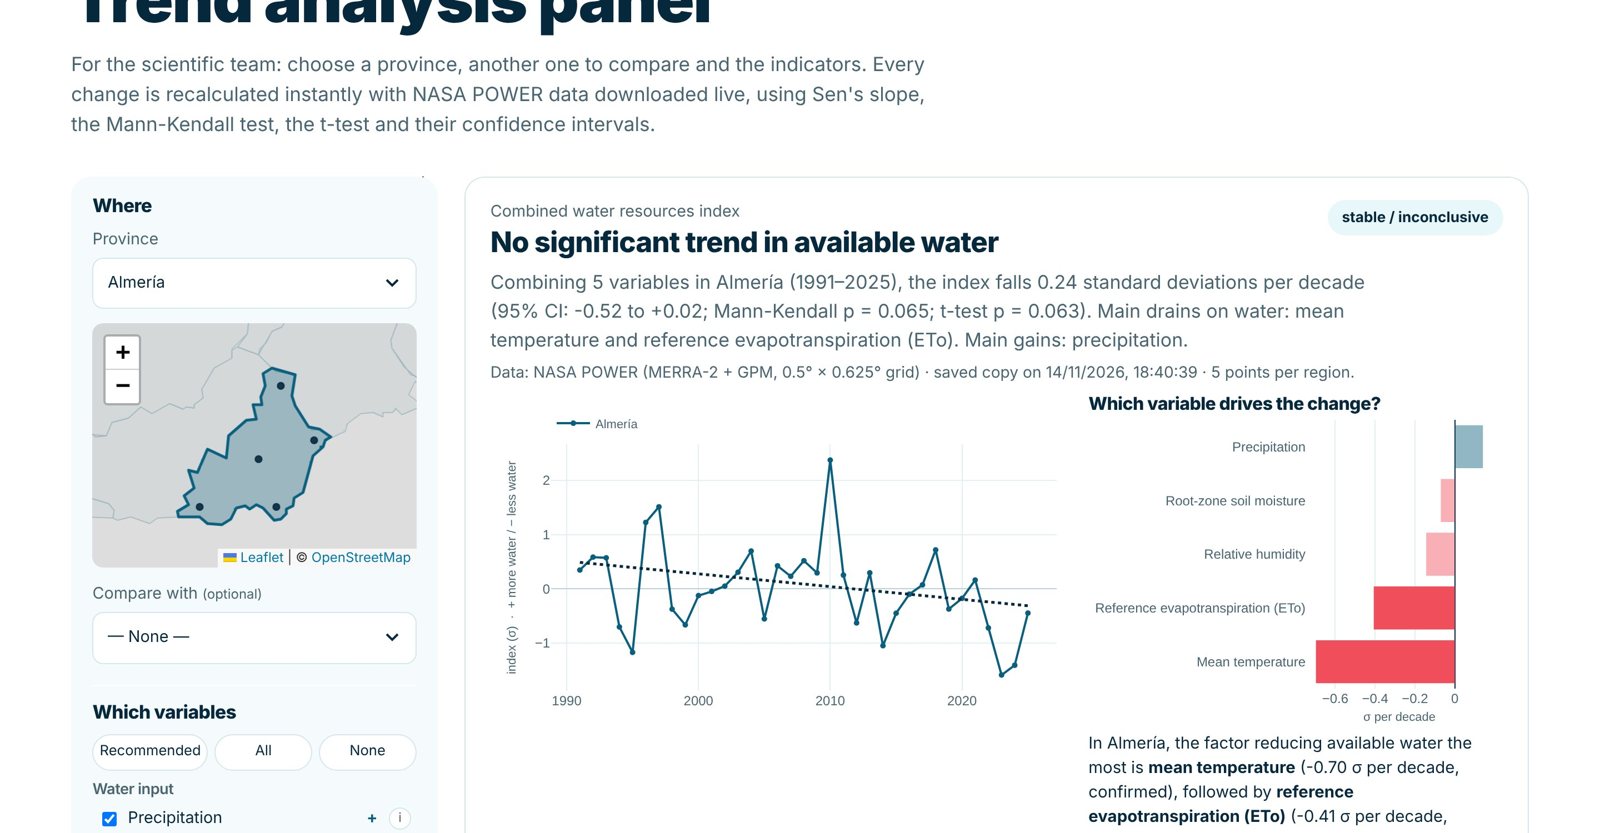 Trend analysis panel
For the scientific team: choose a province, another one to compare and the indicators. Every
change is recalculated instantly with NASA POWER data downloaded live, using Sen's slope,
the Mann-Kendall test, the t-test and their confidence intervals.
Where
Province
Almería
+
−
Leaflet | © OpenStreetMap
Compare with (optional)
— None —
Which variables
Recommended
All
None
Water input
Precipitation
+
i
Combined water resources index
stable / inconclusive
No significant trend in available water
Combining 5 variables in Almería (1991–2025), the index falls 0.24 standard deviations per decade
(95% CI: -0.52 to +0.02; Mann-Kendall p = 0.065; t-test p = 0.063). Main drains on water: mean
temperature and reference evapotranspiration (ETo). Main gains: precipitation.
Data: NASA POWER (MERRA-2 + GPM, 0.5° × 0.625° grid) · saved copy on 14/11/2026, 18:40:39 · 5 points per region.
Almería
index (σ) · + more water / − less water
2
1
0
−1
1990
2000
2010
2020
Which variable drives the change?
Precipitation
Root-zone soil moisture
Relative humidity
Reference evapotranspiration (ETo)
Mean temperature
−0.6
−0.4
−0.2
0
σ per decade
In Almería, the factor reducing available water the
most is mean temperature (-0.70 σ per decade,
confirmed), followed by reference
evapotranspiration (ETo) (-0.41 σ per decade,